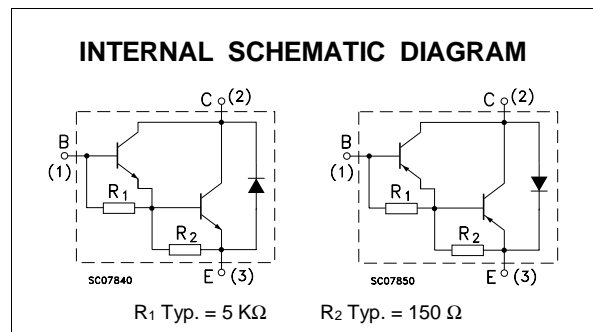 INTERNAL SCHEMATIC DIAGRAM
C (2)
B
(1)
R1
R2
E (3)
SC07840
C (2)
B
(1)
R1
R2
E (3)
SC07850
R1 Typ. = 5 KΩ R2 Typ. = 150 Ω